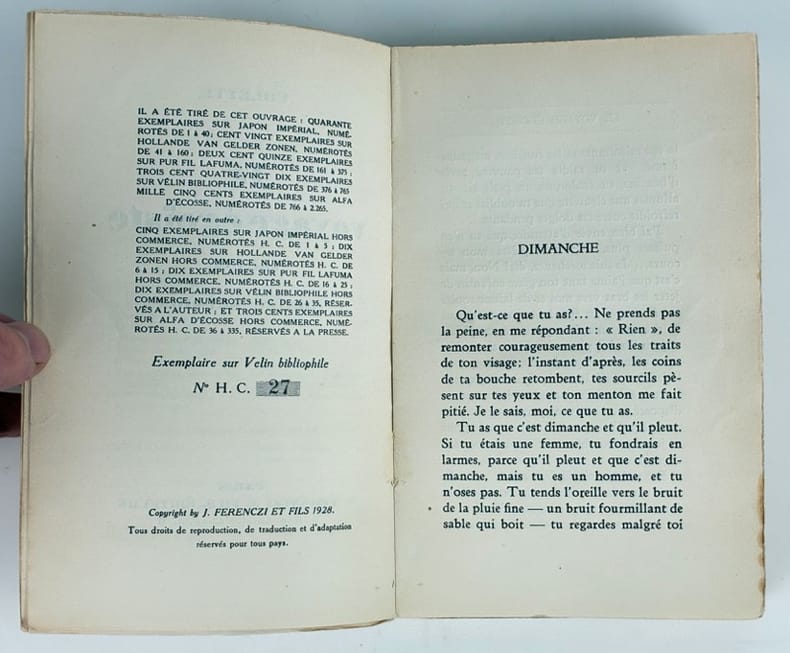 IL A ÉTÉ TIRÉ DE CET OUVRAGE : QUARANTE
EXEMPLAIRES SUR JAPON IMPÉRIAL, NUMÉ-
ROTÉS DE 1 à 40; CENT VINGT EXEMPLAIRES SUR
HOLLANDE VAN GELDER ZONEN, NUMÉROTÉS
DE 41 à 160; DEUX CENT QUINZE EXEMPLAIRES
SUR PUR FIL LAFUMA, NUMÉROTÉS DE 161 à 375;
TROIS CENT QUATRE-VINGT DIX EXEMPLAIRES
SUR VÉLIN BIBLIOPHILE, NUMÉROTÉS DE 376 à 765
MILLE CINQ CENTS EXEMPLAIRES SUR ALFA
D'ÉCOSSE, NUMÉROTÉS DE 766 à 2.265.
Il a été tiré en outre :
CINQ EXEMPLAIRES SUR JAPON IMPÉRIAL HORS
COMMERCE, NUMÉROTÉS H. C. DE 1 à 5; DIX
EXEMPLAIRES SUR HOLLANDE VAN GELDER
ZONEN HORS COMMERCE, NUMÉROTÉS H. C. DE
6 à 15; DIX EXEMPLAIRES SUR PUR FIL LAFUMA
HORS COMMERCE, NUMÉROTÉS H. C. DE 16 à 25;
DIX EXEMPLAIRES SUR VÉLIN BIBLIOPHILE HORS
COMMERCE, NUMÉROTÉS H. C. DE 26 à 35, RÉSER-
VÉS A L'AUTEUR; ET TROIS CENTS EXEMPLAIRES
SUR ALFA D'ÉCOSSE HORS COMMERCE, NUMÉ-
ROTÉS H. C. DE 36 à 335, RÉSERVÉS A LA PRESSE.
Exemplaire sur Velin bibliophile
Nº H. C. 27
Copyright by J. FERENCZI ET FILS 1928.
Tous droits de reproduction, de traduction et d'adaptation
réservés pour tous pays.
DIMANCHE
Qu'est-ce que tu as?... Ne prends pas
la peine, en me répondant : « Rien », de
remonter courageusement tous les traits
de ton visage; l'instant d'après, les coins
de ta bouche retombent, tes sourcils pè-
sent sur tes yeux et ton menton me fait
pitié. Je le sais, moi, ce que tu as.
Tu as que c'est dimanche et qu'il pleut.
Si tu étais une femme, tu fondrais en
larmes, parce qu'il pleut et que c'est di-
manche, mais tu es un homme, et tu
n'oses pas. Tu tends l'oreille vers le bruit
de la pluie fine — un bruit fourmillant de
sable qui boit — tu regardes malgré toi